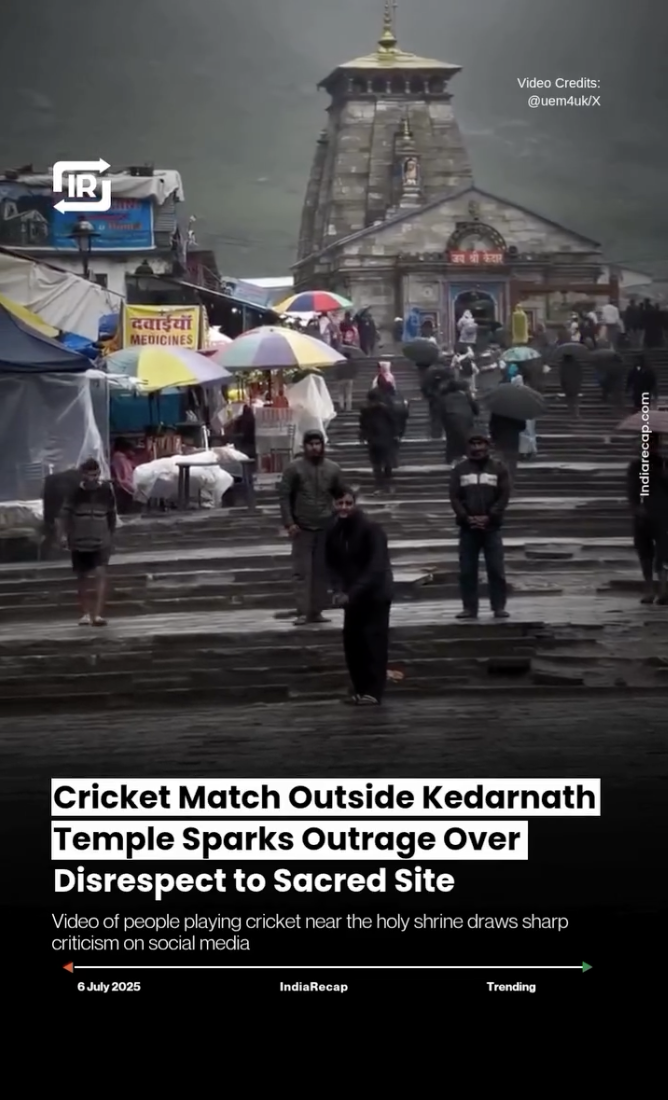 Video Credits:
@uem4uk/X
IR
जय श्री केदार
दवाईयाँ
MEDICINES
Indiarecap.com
Cricket Match Outside Kedarnath
Temple Sparks Outrage Over
Disrespect to Sacred Site
Video of people playing cricket near the holy shrine draws sharp
criticism on social media
6 July 2025 IndiaRecap Trending